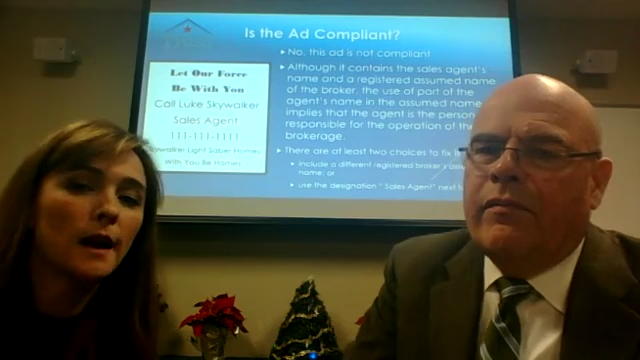 Is the Ad Compliant?
No, this ad is not compliant
Although it contains the sales agent's
name and a registered assumed name
of the broker, the use of part of the
agent's name in the assumed name
implies that the agent is the person
responsible for the operation of the
brokerage.
There are at least two choices to fix
include a different registered broker's
name; or
use the designation "Sales Agent" next
Let Our Force
Be With You
Call Luke Skywalker
Sales Agent
111-111-1111
Light Saber Homes
With You Be Homes